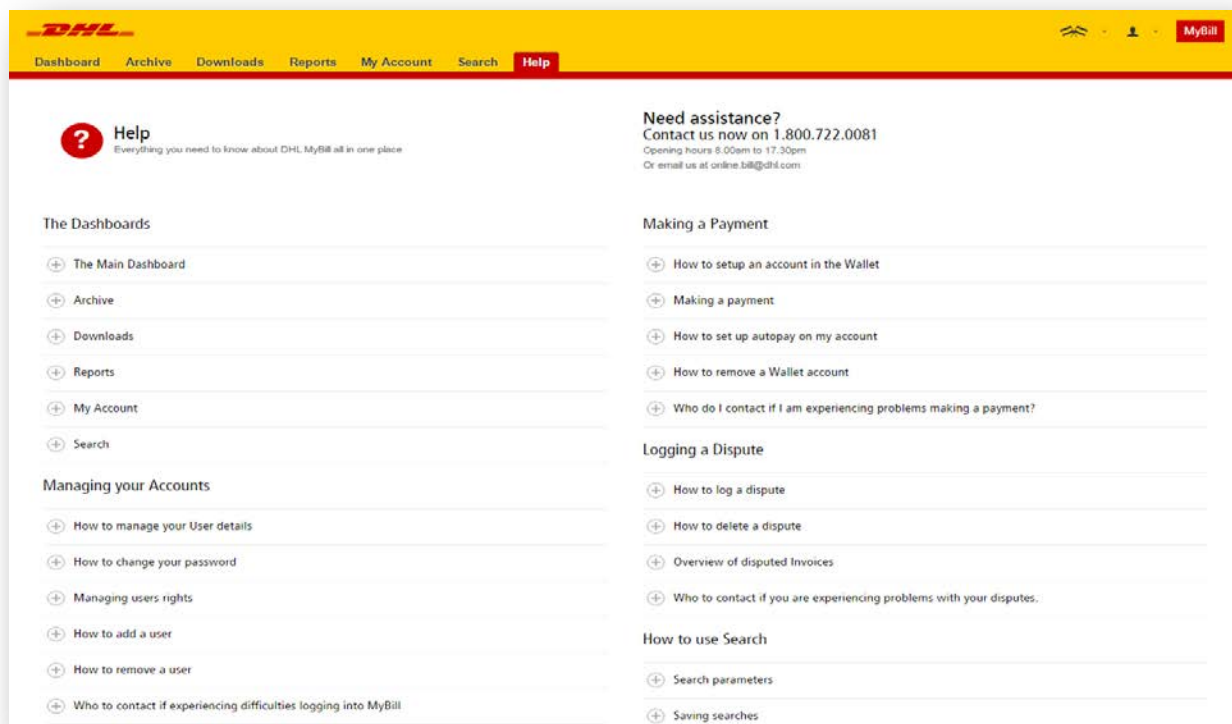 DHL
MyBill
Dashboard Archive Downloads Reports My Account Search Help
? Help
Everything you need to know about DHL MyBill all in one place
Need assistance?
Contact us now on 1.800.722.0081
Opening hours 8.00am to 17.30pm
Or email us at online.bill@dhl.com
The Dashboards
The Main Dashboard
Archive
Downloads
Reports
My Account
Search
Managing your Accounts
How to manage your User details
How to change your password
Managing users rights
How to add a user
How to remove a user
Who to contact if experiencing difficulties logging into MyBill
Making a Payment
How to setup an account in the Wallet
Making a payment
How to set up autopay on my account
How to remove a Wallet account
Who do I contact if I am experiencing problems making a payment?
Logging a Dispute
How to log a dispute
How to delete a dispute
Overview of disputed Invoices
Who to contact if you are experiencing problems with your disputes.
How to use Search
Search parameters
Saving searches